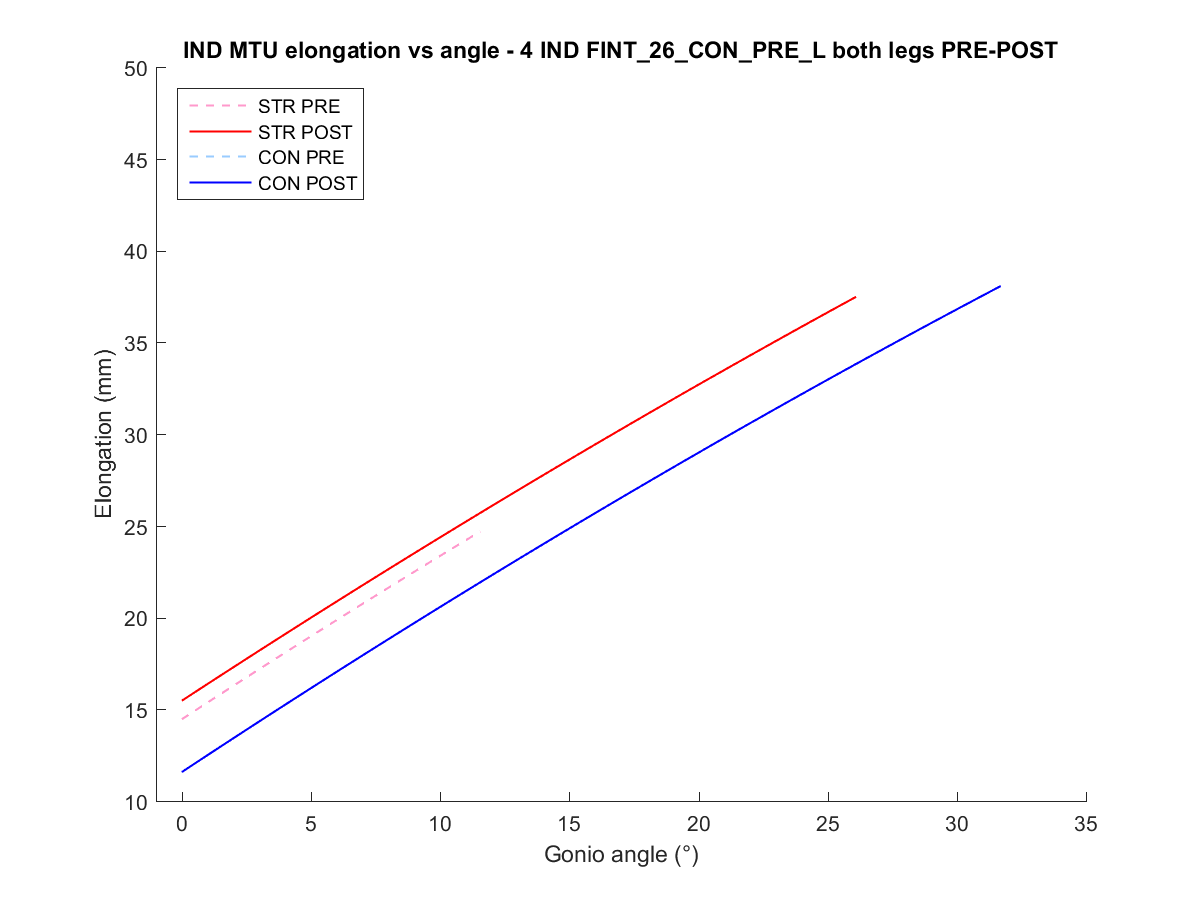 IND MTU elongation vs angle - 4 IND FINT_26_CON_PRE_L both legs PRE-POST
50
45
40
35
30
25
20
15
10
STR PRE
STR POST
CON PRE
CON POST
Elongation (mm)
0 5 10 15 20 25 30 35
Gonio angle (°)